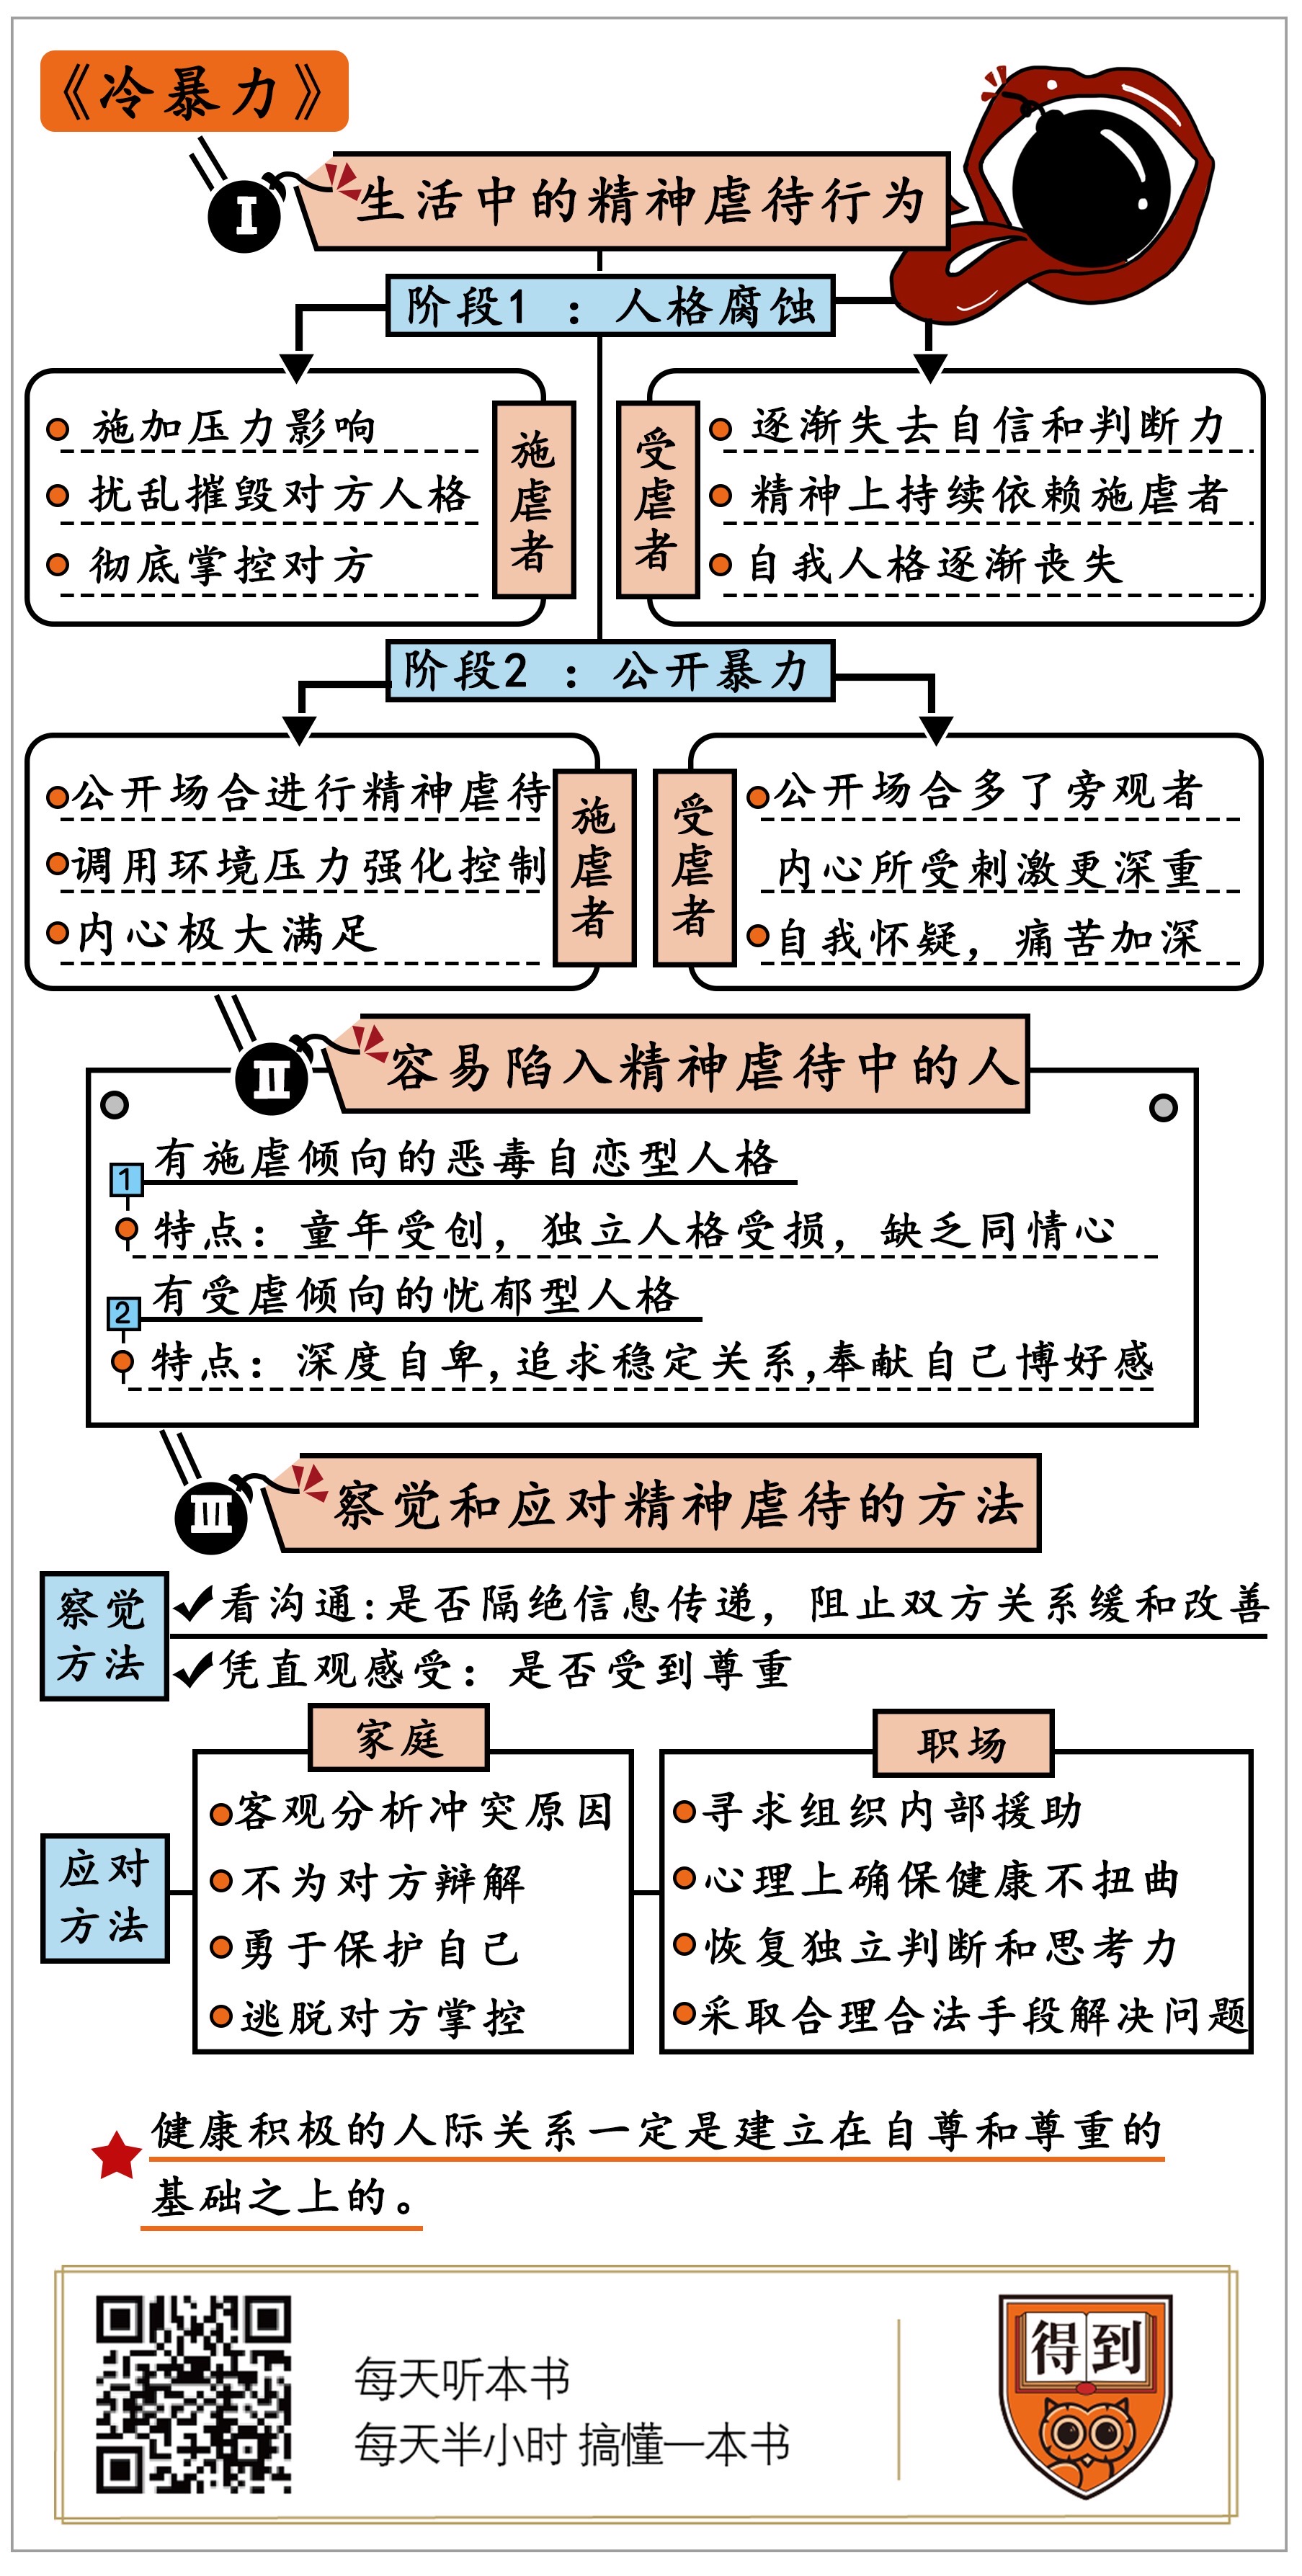 《冷暴力》
I
生活中的精神虐待行为
阶段1 ：人格腐蚀
施虐者
施加压力影响
扰乱摧毁对方人格
彻底掌控对方
受虐者
逐渐失去自信和判断力
精神上持续依赖施虐者
自我人格逐渐丧失
阶段2 ：公开暴力
施虐者
公开场合进行精神虐待
调用环境压力强化控制
内心极大满足
受虐者
公开场合多了旁观者
内心所受刺激更深重
自我怀疑，痛苦加深
II
容易陷入精神虐待中的人
1
有施虐倾向的恶毒自恋型人格
特点：童年受创，独立人格受损，缺乏同情心
2
有受虐倾向的忧郁型人格
特点：深度自卑,追求稳定关系,奉献自己博好感
III
察觉和应对精神虐待的方法
察觉
方法
看沟通:是否隔绝信息传递，阻止双方关系缓和改善
凭直观感受：是否受到尊重
应对
方法
家庭
客观分析冲突原因
不为对方辩解
勇于保护自己
逃脱对方掌控
职场
寻求组织内部援助
心理上确保健康不扭曲
恢复独立判断和思考力
采取合理合法手段解决问题
健康积极的人际关系一定是建立在自尊和尊重的
基础之上的。
每天听本书
每天半小时 搞懂一本书
得到